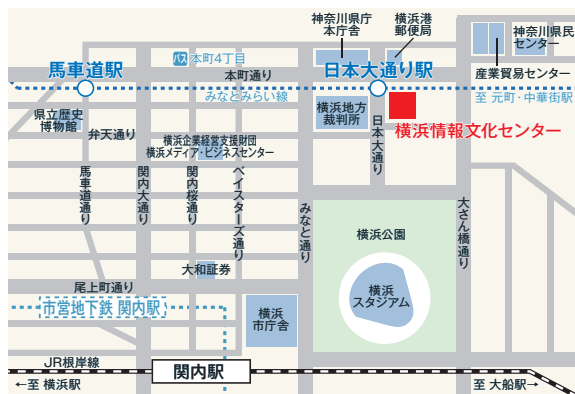 神奈川県庁
本庁舎
横浜港
郵便局
神奈川県民
センター
バス 本町4丁目
馬車道駅
日本大通り駅
本町通り
産業貿易センター
みなとみらい線
至 元町・中華街駅
県立歴史
博物館
横浜地方
裁判所
横浜情報文化センター
弁天通り
横浜企業経営支援財団
横浜メディア・ビジネスセンター
日本大通り
馬車道通り
関内大通り
関内桜通り
ベイスターズ通り
みなと通り
大さん橋通り
横浜公園
大和証券
横浜
スタジアム
尾上町通り
市営地下鉄 関内駅
横浜
市庁舎
JR根岸線
関内駅
←至 横浜駅
至 大船駅→